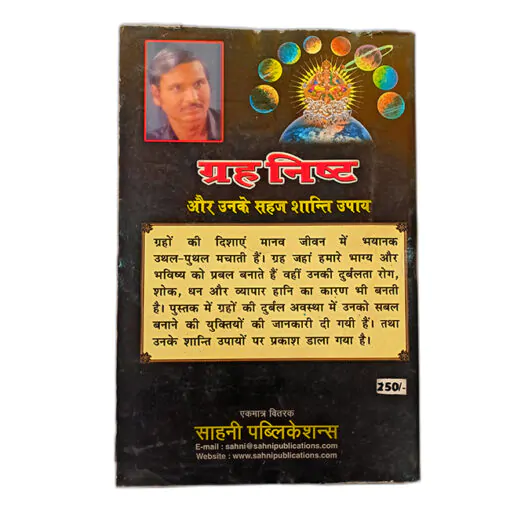 ग्रह निष्ट
और उनके सहज शान्ति उपाय
ग्रहों की दिशाएं मानव जीवन में भयानक
उथल-पुथल मचाती हैं। ग्रह जहां हमारे भाग्य और
भविष्य को प्रबल बनाते हैं वहीं उनकी दुर्बलता रोग,
शोक, धन और व्यापार हानि का कारण भी बनती
है। पुस्तक में ग्रहों की दुर्बल अवस्था में उनको सबल
बनाने की युक्तियों की जानकारी दी गयी हैं। तथा
उनके शान्ति उपायों पर प्रकाश डाला गया है।
250/-
एकमात्र वितरक
साहनी पब्लिकेशन्स
E-mail : sahni@sahnipublications.com
Website : www.sahnipublications.com